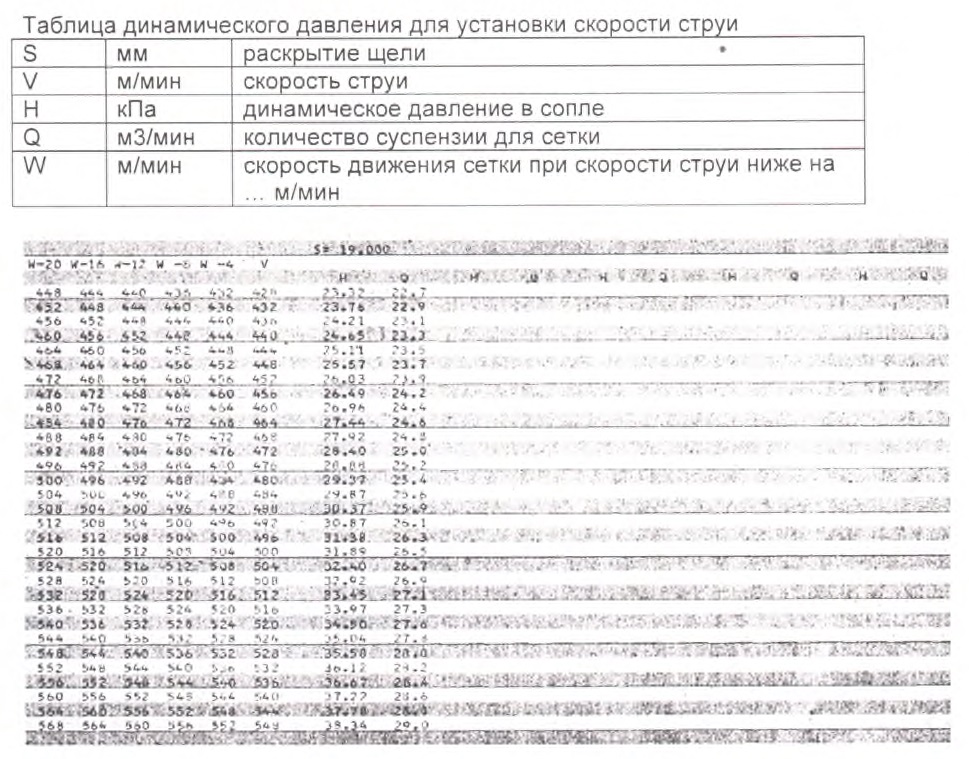 Таблица динамического давления для установки скорости струи
S мм раскрытие щели
V м/мин скорость струи
H кПа динамическое давление в сопле
Q м3/мин количество суспензии для сетки
W м/мин скорость движения сетки при скорости струи ниже на
... м/мин
S= 19.000
W-20 W-16 W-12 W -8 W -4 V
H Q H Q H Q H Q H Q
448 444 440 436 432 428 23.32 22.7
452 448 444 440 436 432 23.76 22.9
456 452 448 444 440 436 24.21 23.1
460 456 452 448 444 440 24.65 23.3
464 460 456 452 448 444 25.11 23.5
468 464 460 456 452 448 25.57 23.7
472 468 464 460 456 452 26.03 23.9
476 472 468 464 460 456 26.49 24.2
480 476 472 468 464 460 26.96 24.4
484 480 476 472 468 464 27.44 24.6
488 484 480 476 472 468 27.92 24.8
492 488 484 480 476 472 28.40 25.0
496 492 488 484 480 476 28.88 25.2
500 496 492 488 484 480 29.37 25.4
504 500 496 492 488 484 29.87 25.6
508 504 500 496 492 488 30.37 25.9
512 508 504 500 496 492 30.87 26.1
516 512 508 504 500 496 31.38 26.3
520 516 512 508 504 500 31.89 26.5
524 520 516 512 508 504 32.40 26.7
528 524 520 516 512 508 32.92 26.9
532 528 524 520 516 512 33.45 27.1
536 532 528 524 520 516 33.97 27.3
540 536 532 528 524 520 34.50 27.6
544 540 536 532 528 524 35.04 27.8
548 544 540 536 532 528 35.58 28.0
552 548 544 540 536 532 36.12 28.2
556 552 548 544 540 536 36.67 28.4
560 556 552 548 544 540 37.22 28.6
564 560 556 552 548 544 37.78
568 564 560 556 552 548 38.34 29.0